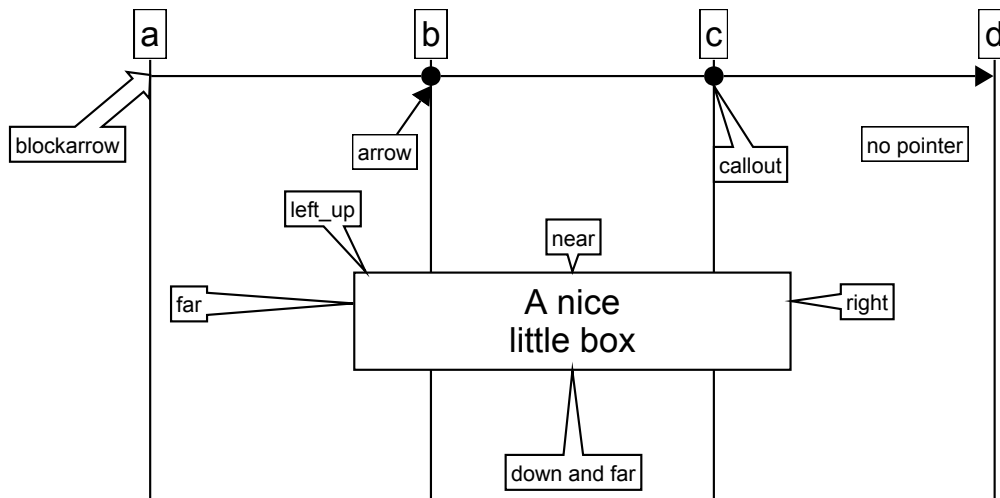 a
b
c
d
blockarrow
arrow
callout
no pointer
left_up
near
far
A nice
little box
right
down and far